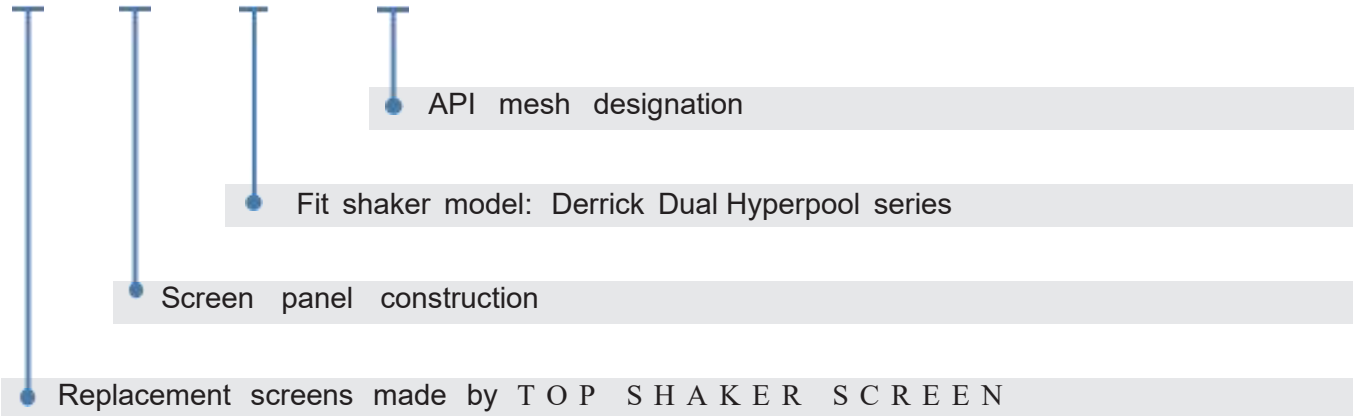 API mesh designation
Fit shaker model: Derrick Dual Hyperpool series
Screen panel construction
Replacement screens made by TOP SHAKER SCREEN